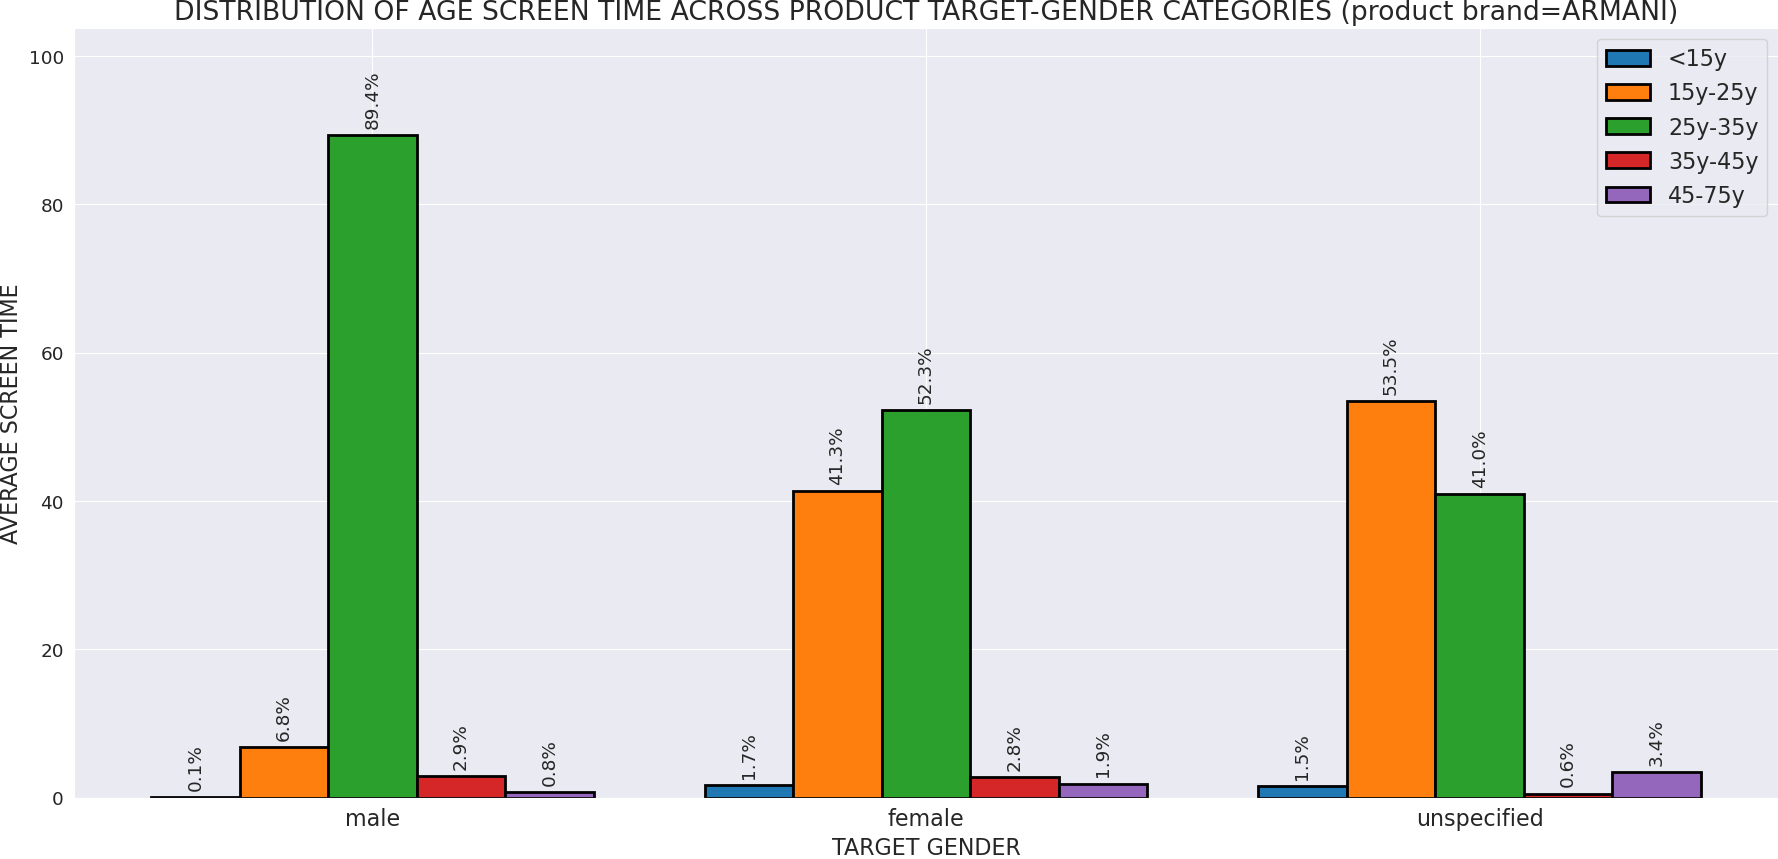 DISTRIBUTION OF AGE SCREEN TIME ACROSS PRODUCT TARGET-GENDER CATEGORIES (product brand=ARMANI)
<15y
15y-25y
25y-35y
35y-45y
45-75y
AVERAGE SCREEN TIME
100
80
60
40
20
0
0.1%
6.8%
89.4%
2.9%
0.8%
1.7%
41.3%
52.3%
2.8%
1.9%
1.5%
53.5%
41.0%
0.6%
3.4%
male
female
unspecified
TARGET GENDER